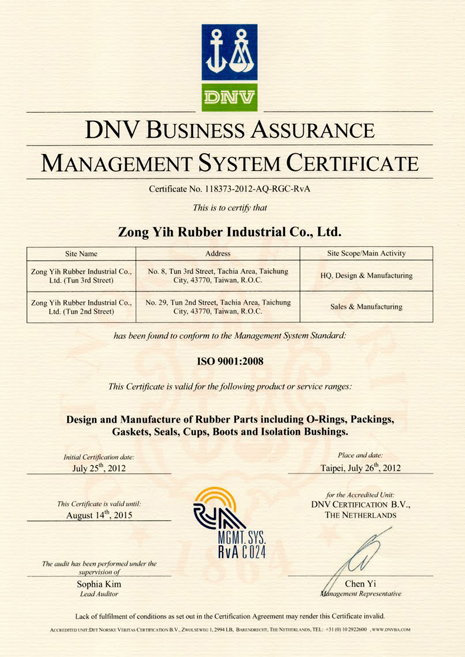 DNV
DNV BUSINESS ASSURANCE
MANAGEMENT SYSTEM CERTIFICATE
Certificate No. 118373-2012-AQ-RGC-RvA
This is to certify that
Zong Yih Rubber Industrial Co., Ltd.
Site Name Address Site Scope/Main Activity
Zong Yih Rubber Industrial Co., Ltd. (Tun 3rd Street) No. 8, Tun 3rd Street, Tachia Area, Taichung City, 43770, Taiwan, R.O.C. HQ, Design & Manufacturing
Zong Yih Rubber Industrial Co., Ltd. (Tun 2nd Street) No. 29, Tun 2nd Street, Tachia Area, Taichung City, 43770, Taiwan, R.O.C. Sales & Manufacturing
has been found to conform to the Management System Standard:
ISO 9001:2008
This Certificate is valid for the following product or service ranges:
Design and Manufacture of Rubber Parts including O-Rings, Packings,
Gaskets, Seals, Cups, Boots and Isolation Bushings.
Initial Certification date:
July 25th, 2012
Place and date:
Taipei, July 26th, 2012
This Certificate is valid until:
August 14th, 2015
for the Accredited Unit:
DNV CERTIFICATION B.V.,
THE NETHERLANDS
RvA
MGMT. SYS.
RvA C 024
1864
The audit has been performed under the
supervision of
Sophia Kim
Lead Auditor
Chen Yi
Management Representative
Lack of fulfilment of conditions as set out in the Certification Agreement may render this Certificate invalid.
ACCREDITED UNIT:DET NORSKE VERITAS CERTIFICATION B.V., ZWOLSEWEG 1, 2994 LB, BARENDRECHT, THE NETHERLANDS, TEL: +31 (0) 10 2922600 , WWW.DNVBA.COM